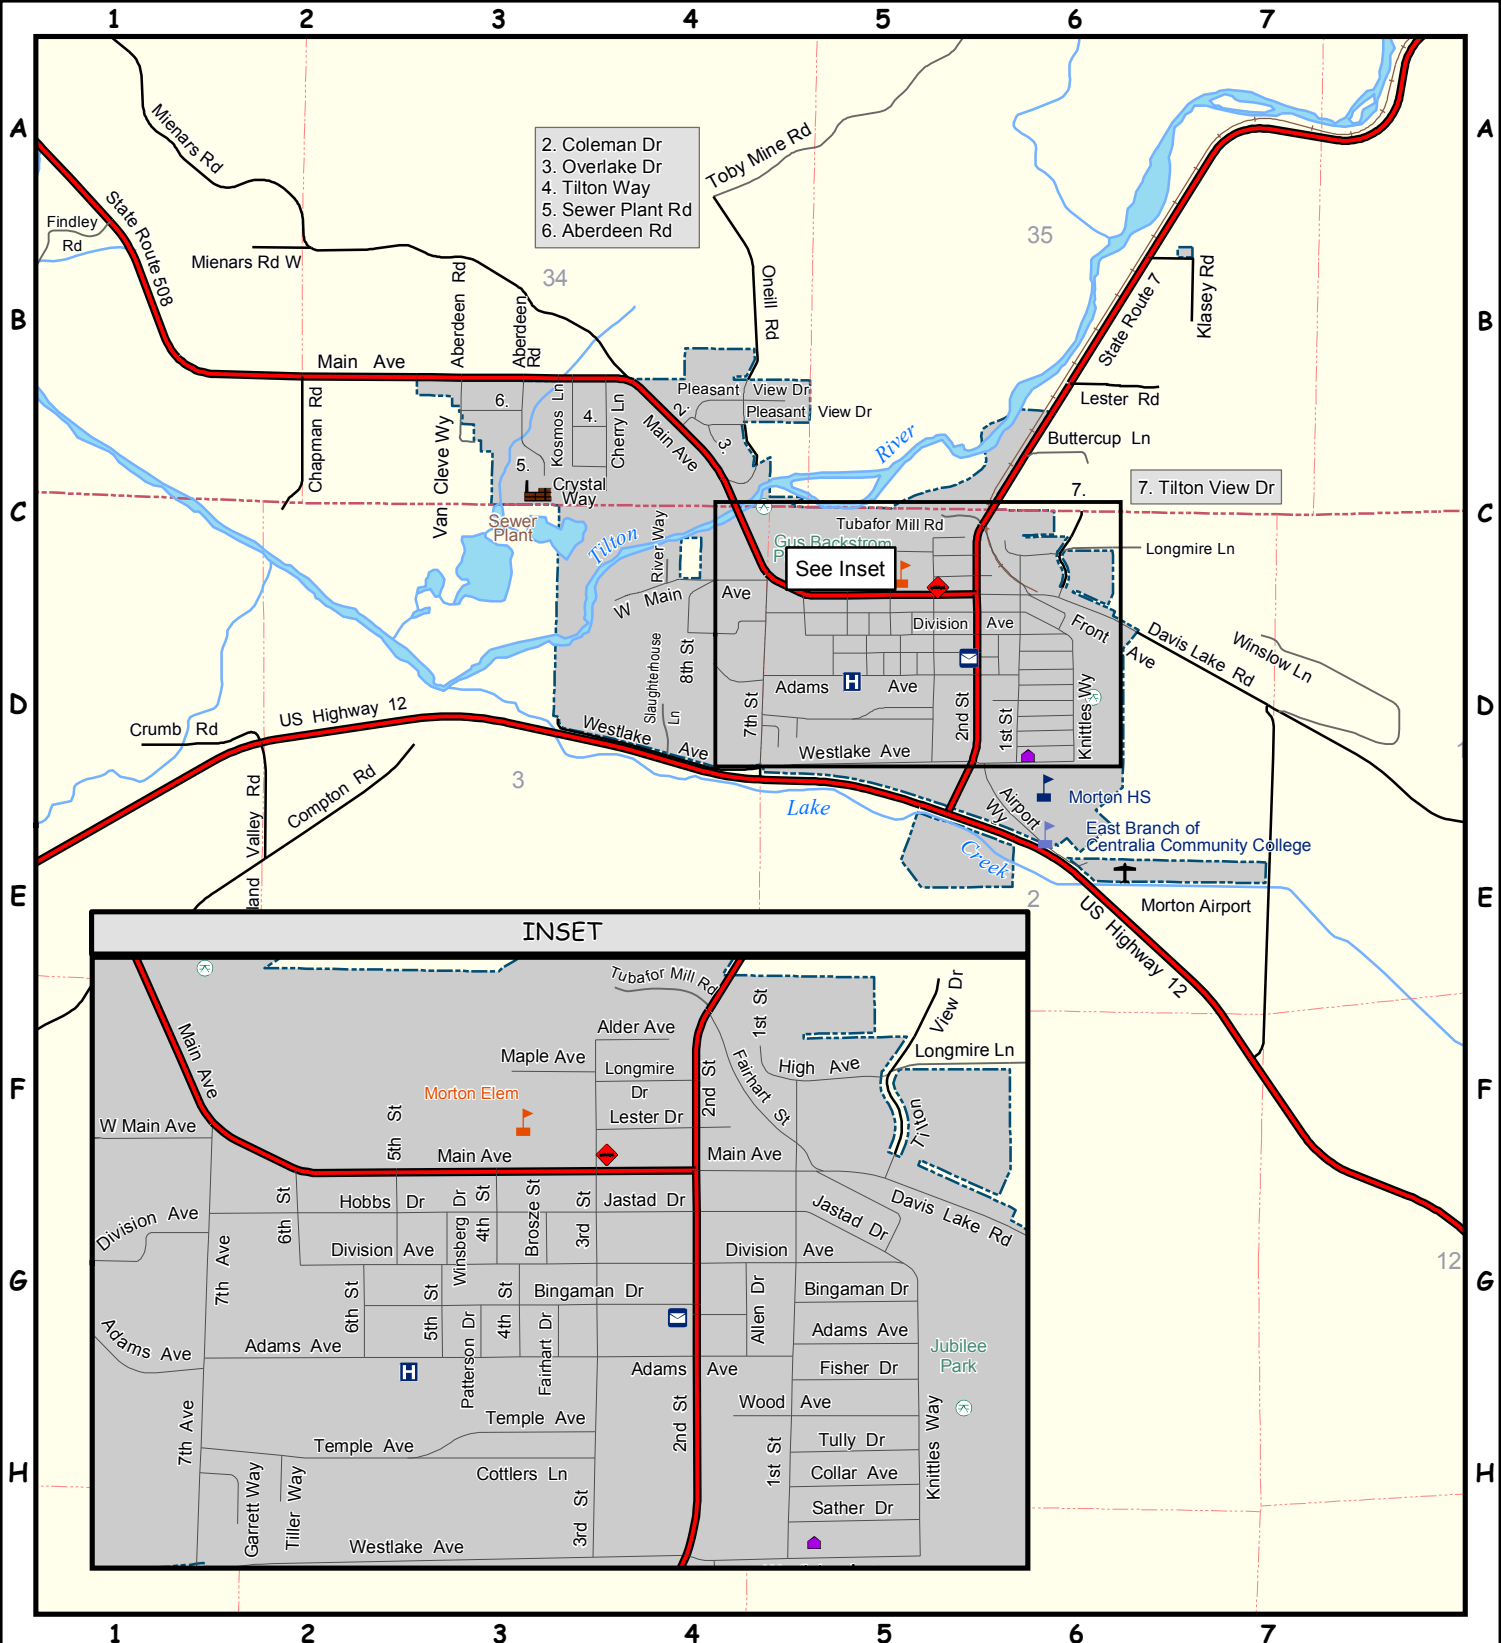 1 2 3 4 5 6 7
A A
Mienars Rd
2. Coleman Dr
3. Overlake Dr
4. Tilton Way
5. Sewer Plant Rd
6. Aberdeen Rd
Toby Mine Rd
State Route 508
Findley
Rd
Mienars Rd W
35
34
Aberdeen Rd
Aberdeen
Rd
Oneill Rd
State Route 7
Klasey Rd
B B
Main Ave
Pleasant View Dr
Pleasant View Dr
Lester Rd
Buttercup Ln
Chapman Rd
Van Cleve Wy
6.
5.
4.
2.
3.
Kosmos Ln
Cherry Ln
Main Ave
River
Crystal
Way
7.
7. Tilton View Dr
C C
Sewer
Plant
Tilton
River Way
Tubafor Mill Rd
Gus Backstrom
See Inset
Longmire Ln
W Main Ave
Division Ave
Front
Ave
Davis Lake Rd
Winslow Ln
Slaughterhouse
Ln
8th St
7th St
Adams Ave
H
2nd St
1st St
Knittles Wy
D D
Crumb Rd
US Highway 12
Westlake Ave
Westlake Ave
3
Lake
Creek
Airport
Wy
Morton HS
East Branch of
Centralia Community College
Compton Rd
land Valley Rd
E E
2
Morton Airport
US Highway 12
INSET
Tubafor Mill Rd
Main Ave
Alder Ave
Maple Ave
Longmire
Dr
Lester Dr
2nd St
Fairhart St
1st St
High Ave
View Dr
Tilton
Longmire Ln
F F
Morton Elem
W Main Ave
5th St
Main Ave
Main Ave
Hobbs Dr
Jastad Dr
Jastad Dr
Davis Lake Rd
Division Ave
6th St
7th Ave
Division Ave
Winsberg Dr
4th St
Brosze St
3rd St
Division Ave
G G
12
6th St
5th St
4th St
Bingaman Dr
Allen Dr
Bingaman Dr
Adams Ave
Adams Ave
Patterson Dr
Fairhart Dr
Adams Ave
Adams Ave
Fisher Dr
Jubilee
Park
H
Wood Ave
7th Ave
Temple Ave
Temple Ave
2nd St
1st St
Tully Dr
Knittles Way
H H
Cottlers Ln
Collar Ave
Garrett Way
Tiller Way
3rd St
Sather Dr
Westlake Ave
1 2 3 4 5 6 7